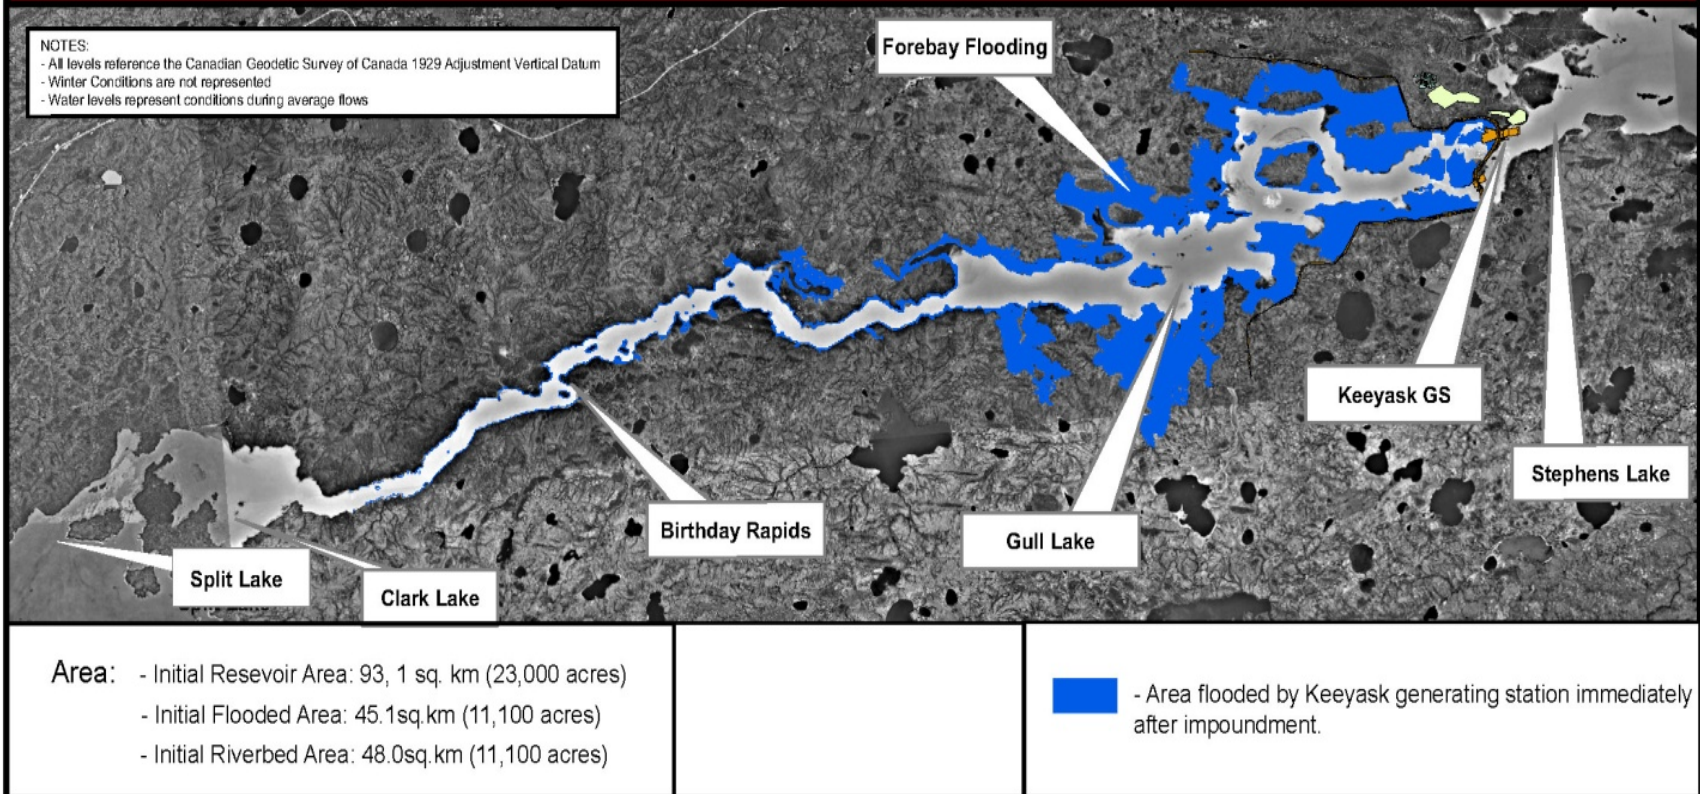 NOTES:
- All levels reference the Canadian Geodetic Survey of Canada 1929 Adjustment Vertical Datum
- Winter Conditions are not represented
- Water levels represent conditions during average flows
Forebay Flooding
Keeyask GS
Stephens Lake
Birthday Rapids
Gull Lake
Split Lake
Clark Lake
Area:
- Initial Resevoir Area: 93, 1 sq. km (23,000 acres)
- Initial Flooded Area: 45.1sq.km (11,100 acres)
- Initial Riverbed Area: 48.0sq.km (11,100 acres)
- Area flooded by Keeyask generating station immediately
after impoundment.